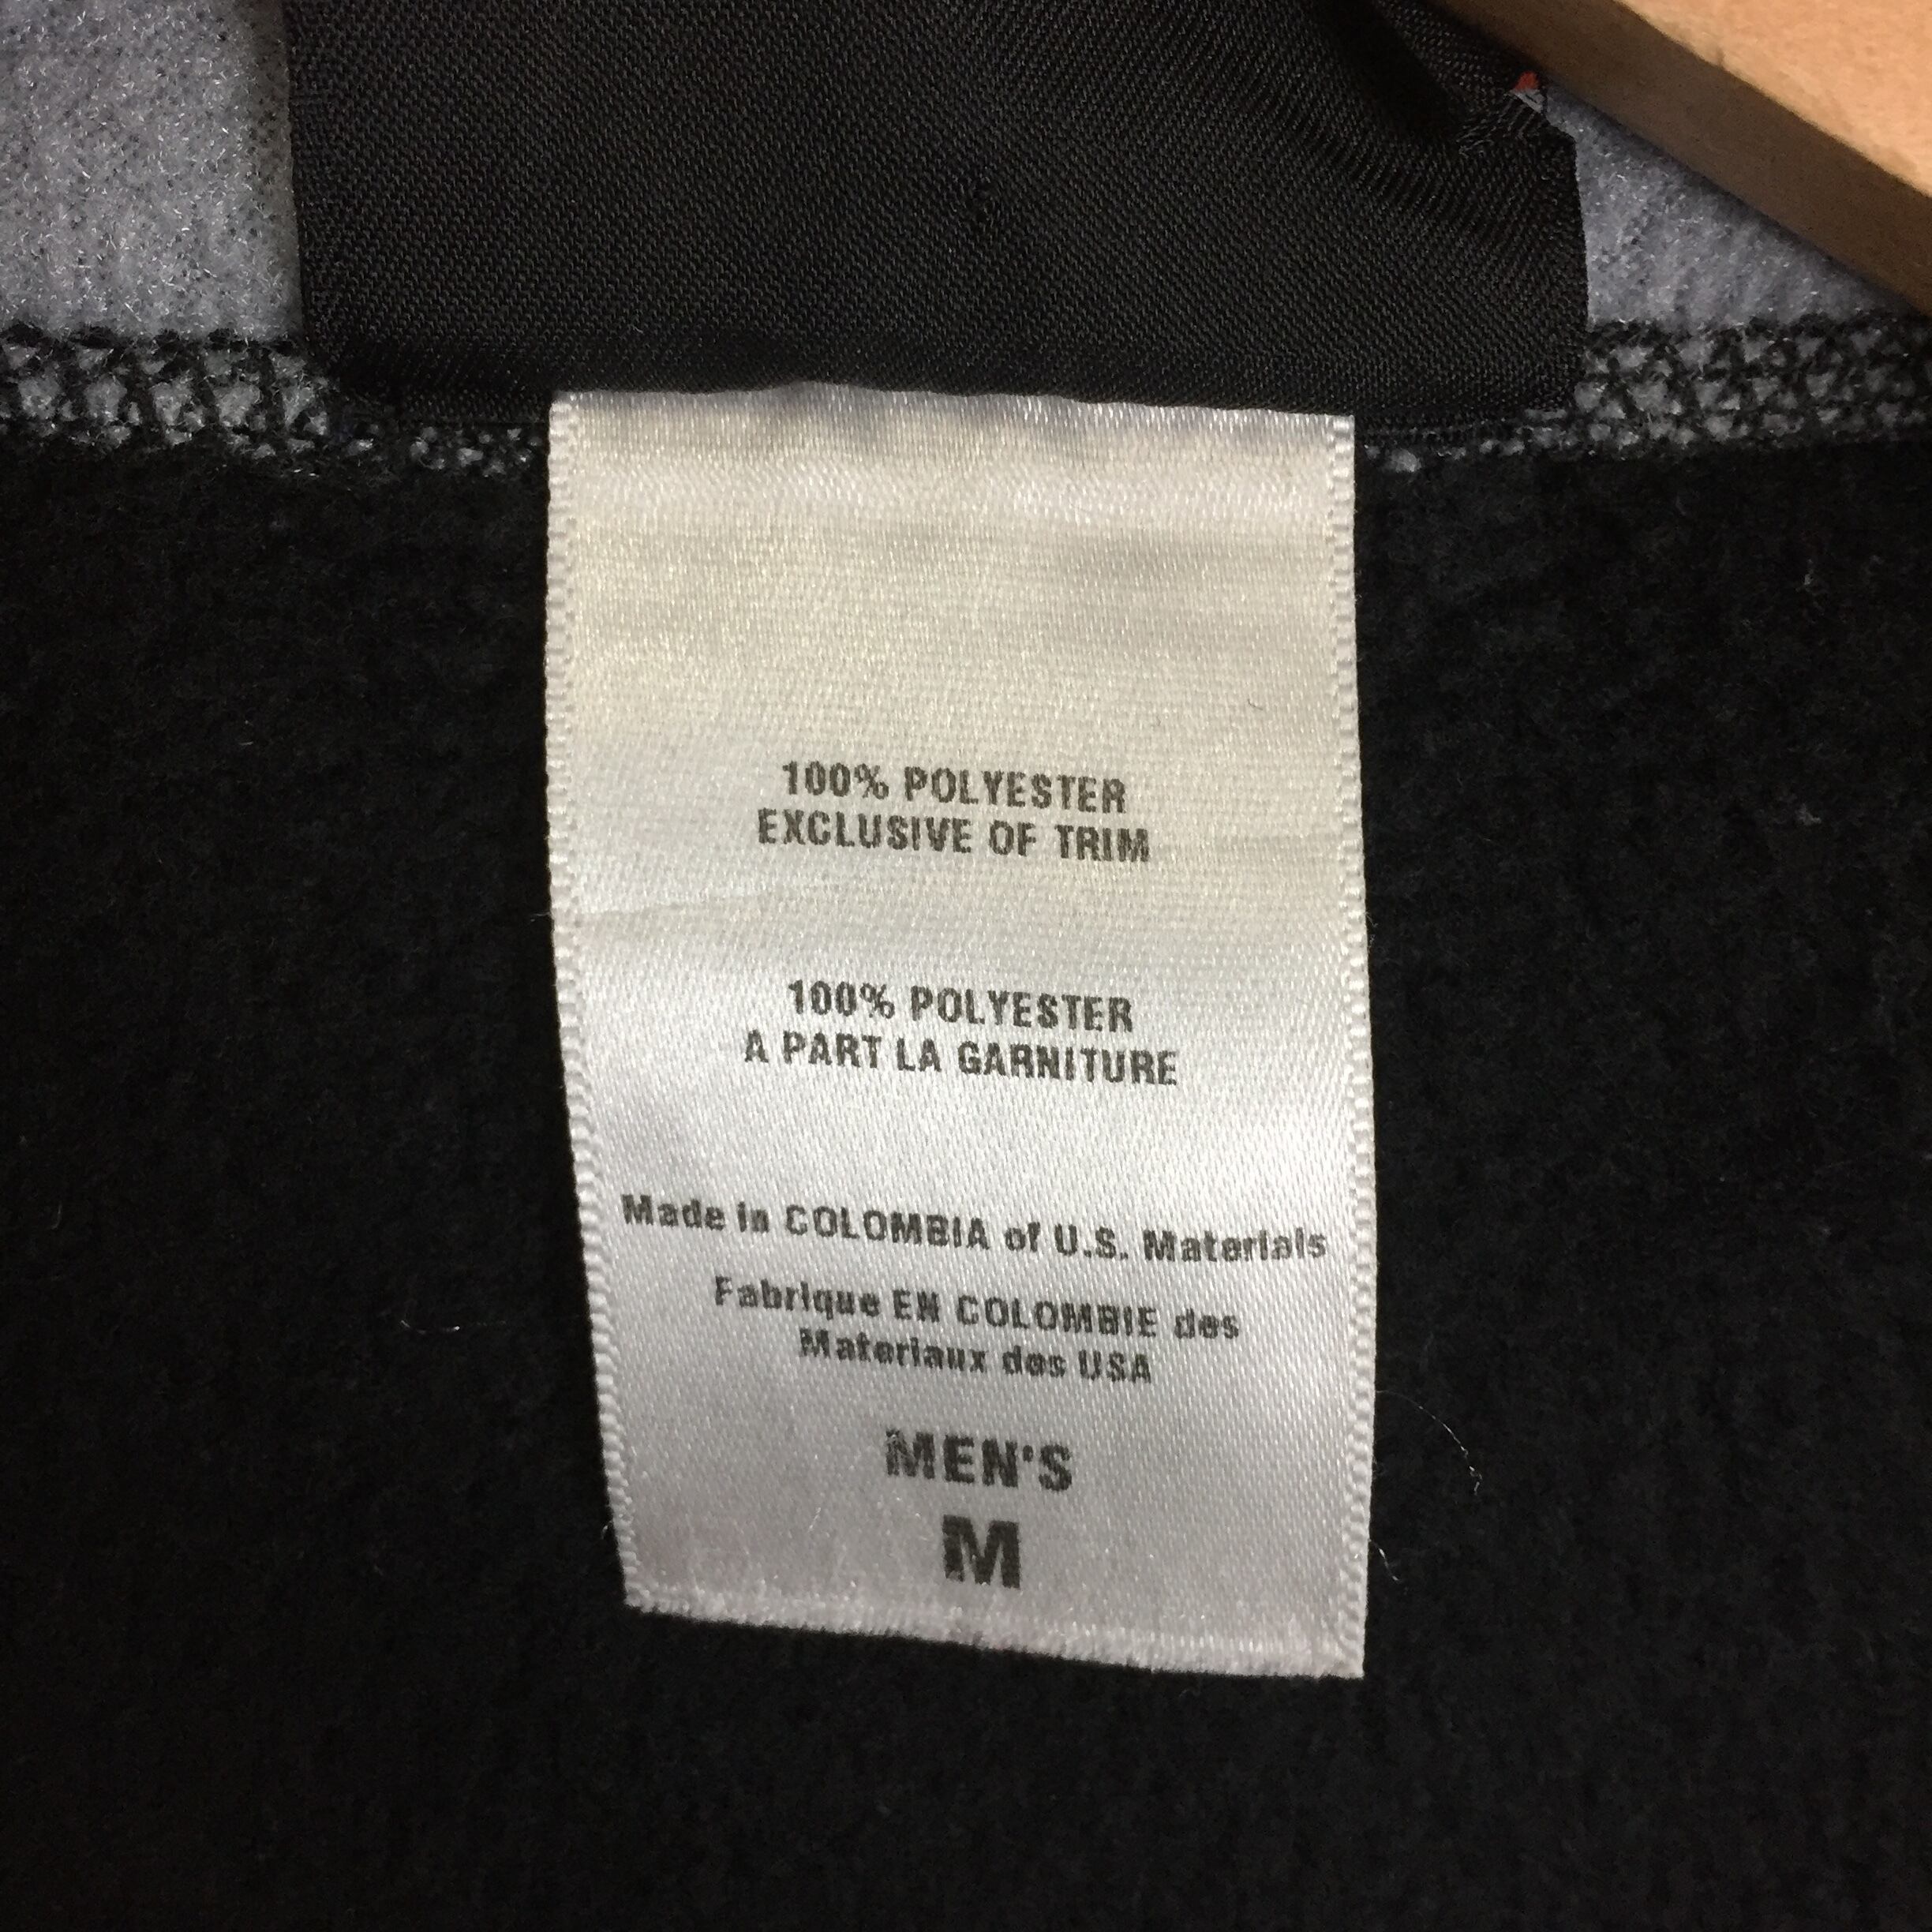 100% POLYESTER
EXCLUSIVE OF TRIM
100% POLYESTER
A PART LA GARNITURE
Made in COLOMBIA of U.S. Materials
Fabrique EN COLOMBIE des
Materiaux des USA
MEN'S
M